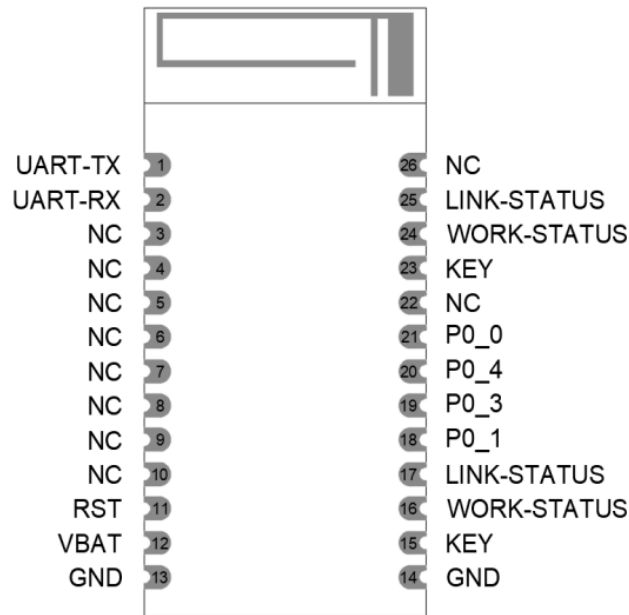 UART-TX 1 26 NC
UART-RX 2 25 LINK-STATUS
NC 3 24 WORK-STATUS
NC 4 23 KEY
NC 5 22 NC
NC 6 21 P0_0
NC 7 20 P0_4
NC 8 19 P0_3
NC 9 18 P0_1
NC 10 17 LINK-STATUS
RST 11 16 WORK-STATUS
VBAT 12 15 KEY
GND 13 14 GND